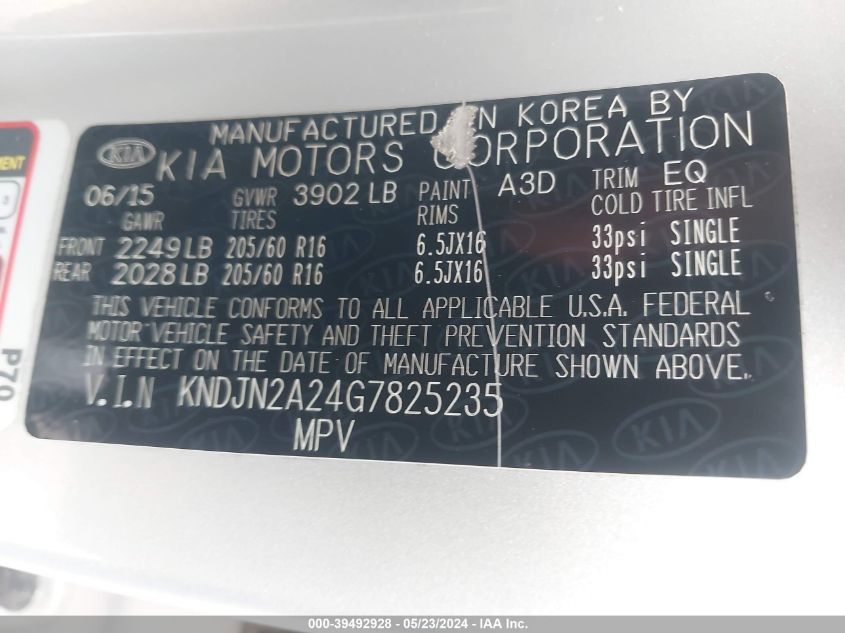 MANUFACTURED IN KOREA BY
KIA KIA MOTORS CORPORATION
06/15 GVWR 3902 LB PAINT A3D TRIM EQ
GAWR TIRES RIMS COLD TIRE INFL
FRONT 2249 LB 205/60 R16 6.5JX16 33psi SINGLE
REAR 2028 LB 205/60 R16 6.5JX16 33psi SINGLE
THIS VEHICLE CONFORMS TO ALL APPLICABLE U.S.A. FEDERAL
MOTOR VEHICLE SAFETY AND THEFT PREVENTION STANDARDS
IN EFFECT ON THE DATE OF MANUFACTURE SHOWN ABOVE.
V.I.N KNDJN2A24G7825235
MPV
P70
000-39492928 - 05/23/2024 - IAA Inc.